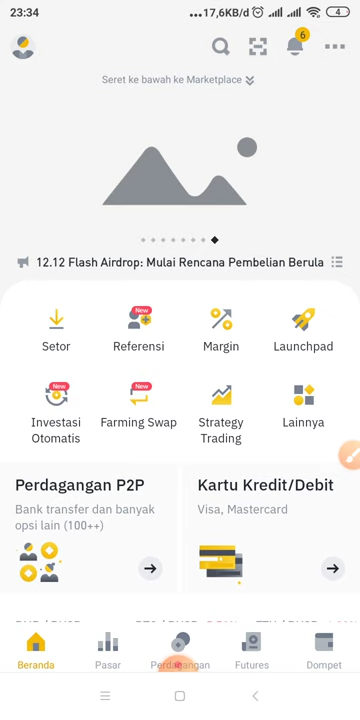 23:34
...17,6KB/d
4
6
Seret ke bawah ke Marketplace
12.12 Flash Airdrop: Mulai Rencana Pembelian Berula
New
Setor
Referensi
Margin
Launchpad
New
New
Investasi Otomatis
Farming Swap
Strategy Trading
Lainnya
Perdagangan P2P
Bank transfer dan banyak
opsi lain (100++)
Kartu Kredit/Debit
Visa, Mastercard
Beranda
Pasar
Perdagangan
Futures
Dompet